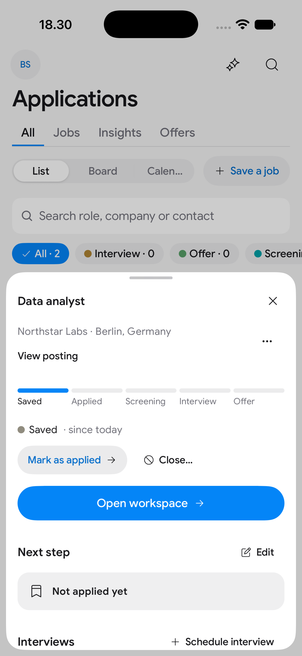 18.30
BS
Applications
All Jobs Insights Offers
List Board Calen... + Save a job
Search role, company or contact
All · 2 Interview · 0 Offer · 0 Screeni
Data analyst
Northstar Labs · Berlin, Germany
View posting
Saved Applied Screening Interview Offer
Saved · since today
Mark as applied → Close...
Open workspace →
Next step Edit
Not applied yet
Interviews + Schedule interview